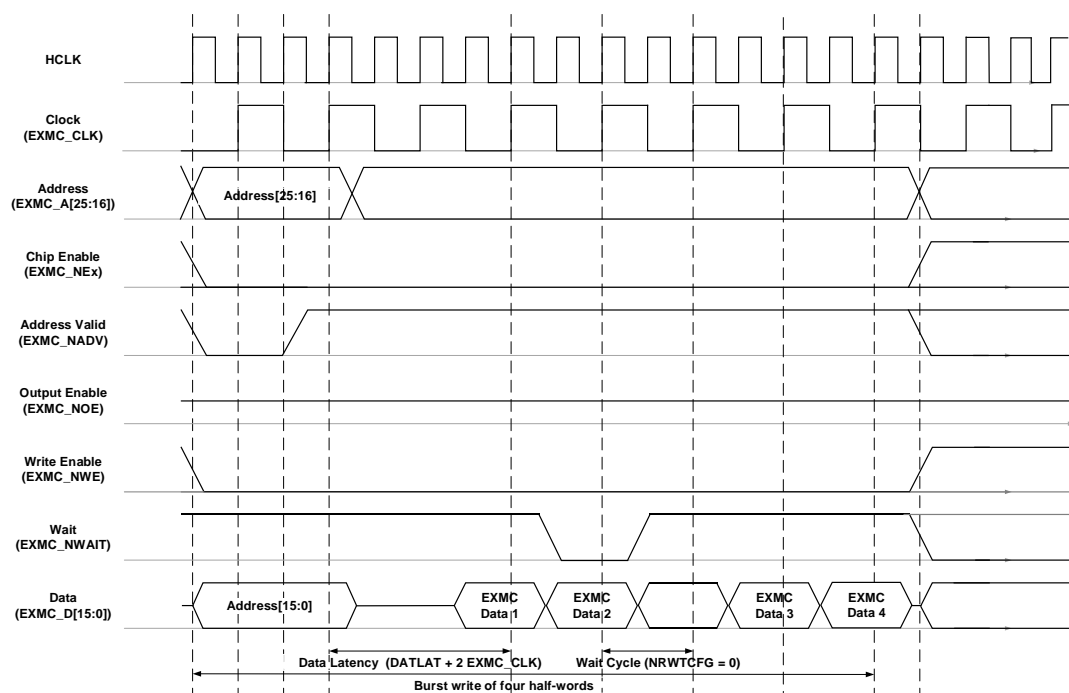 HCLK
Clock
(EXMC_CLK)
Address
(EXMC_A[25:16])
Address[25:16]
Chip Enable
(EXMC_NEx)
Address Valid
(EXMC_NADV)
Output Enable
(EXMC_NOE)
Write Enable
(EXMC_NWE)
Wait
(EXMC_NWAIT)
Data
(EXMC_D[15:0])
Address[15:0]
EXMC
Data 1
EXMC
Data 2
EXMC
Data 3
EXMC
Data 4
Data Latency (DATLAT + 2 EXMC_CLK)
Wait Cycle (NRWTCFG = 0)
Burst write of four half-words